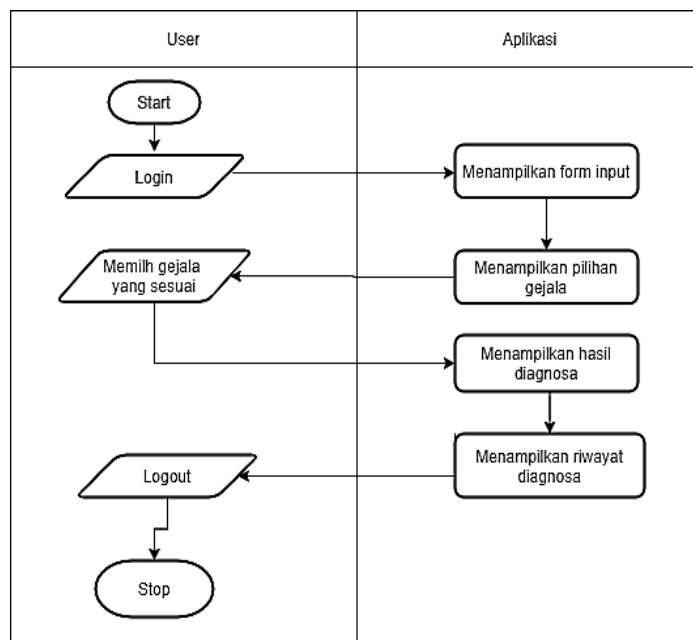 User
Aplikasi
Start
Login
Menampilkan form input
Memilh gejala
yang sesuai
Menampilkan pilihan
gejala
Menampilkan hasil
diagnosa
Menampilkan riwayat
diagnosa
Logout
Stop